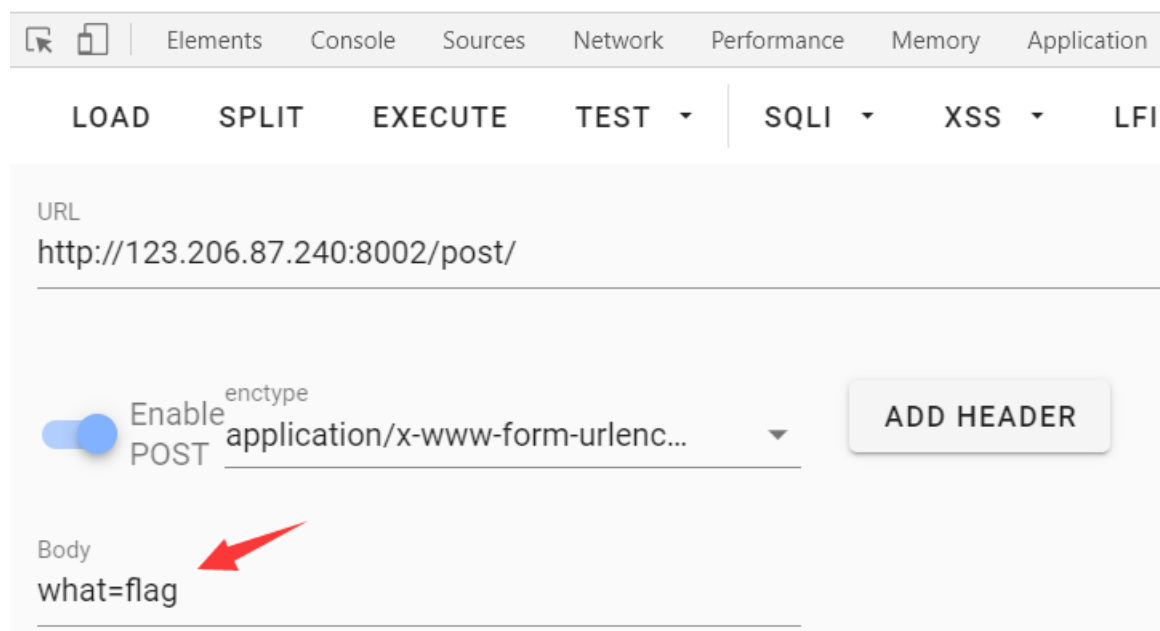 Elements Console Sources Network Performance Memory Application
LOAD SPLIT EXECUTE TEST SQLI XSS LFI
URL
http://123.206.87.240:8002/post/
enctype
Enable
POST
application/x-www-form-urlenc...
ADD HEADER
Body
what=flag